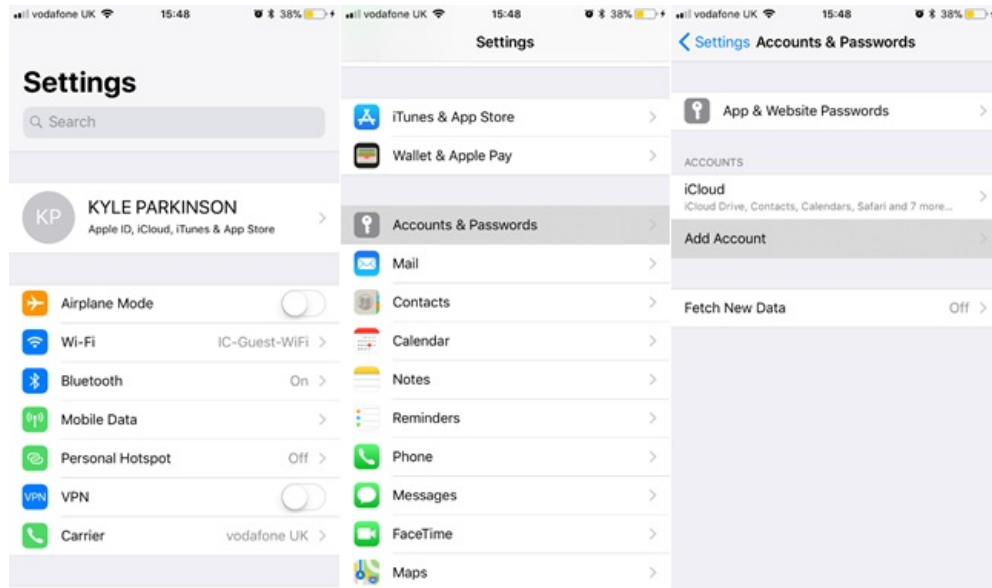 vodafone UK 15:48 38%
Settings
Search
KP
KYLE PARKINSON
Apple ID, iCloud, iTunes & App Store
Airplane Mode
Wi-Fi IC-Guest-WiFi
Bluetooth On
Mobile Data
Personal Hotspot Off
VPN VPN
Carrier vodafone UK
vodafone UK 15:48 38%
Settings
iTunes & App Store
Wallet & Apple Pay
Accounts & Passwords
Mail
Contacts
Calendar
Notes
Reminders
Phone
Messages
FaceTime
Maps
vodafone UK 15:48 38%
Settings Accounts & Passwords
App & Website Passwords
ACCOUNTS
iCloud
iCloud Drive, Contacts, Calendars, Safari and 7 more...
Add Account
Fetch New Data Off